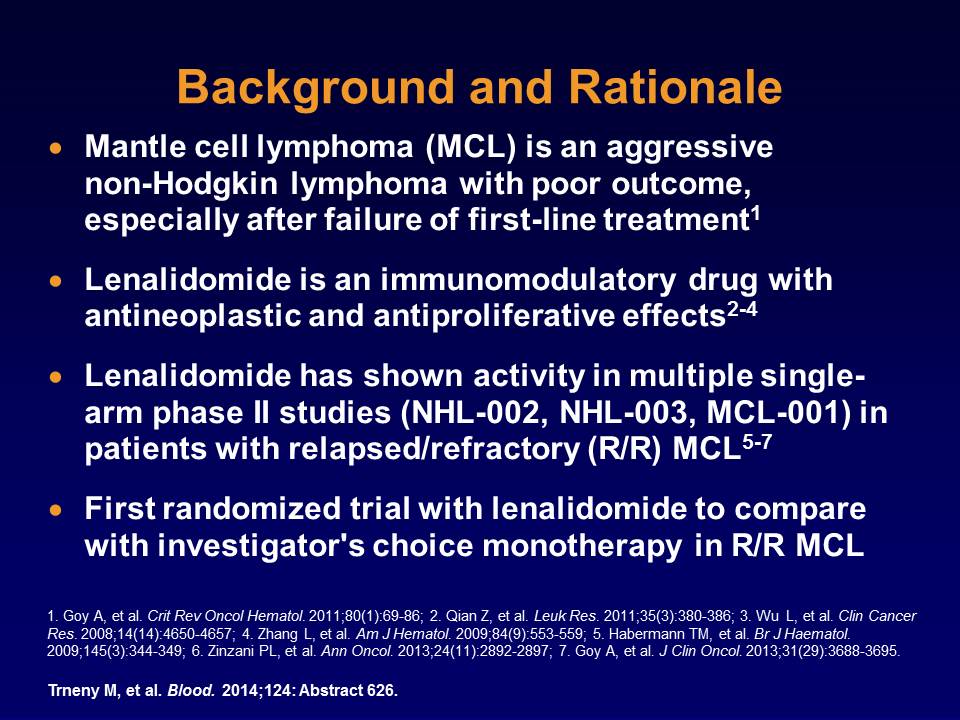 Background and Rationale
• Mantle cell lymphoma (MCL) is an aggressive
non-Hodgkin lymphoma with poor outcome,
especially after failure of first-line treatment1
• Lenalidomide is an immunomodulatory drug with
antineoplastic and antiproliferative effects2-4
• Lenalidomide has shown activity in multiple single-
arm phase II studies (NHL-002, NHL-003, MCL-001) in
patients with relapsed/refractory (R/R) MCL5-7
• First randomized trial with lenalidomide to compare
with investigator's choice monotherapy in R/R MCL
1. Goy A, et al. Crit Rev Oncol Hematol. 2011;80(1):69-86; 2. Qian Z, et al. Leuk Res. 2011;35(3):380-386; 3. Wu L, et al. Clin Cancer
Res. 2008;14(14):4650-4657; 4. Zhang L, et al. Am J Hematol. 2009;84(9):553-559; 5. Habermann TM, et al. Br J Haematol.
2009;145(3):344-349; 6. Zinzani PL, et al. Ann Oncol. 2013;24(11):2892-2897; 7. Goy A, et al. J Clin Oncol. 2013;31(29):3688-3695.
Trneny M, et al. Blood. 2014;124: Abstract 626.